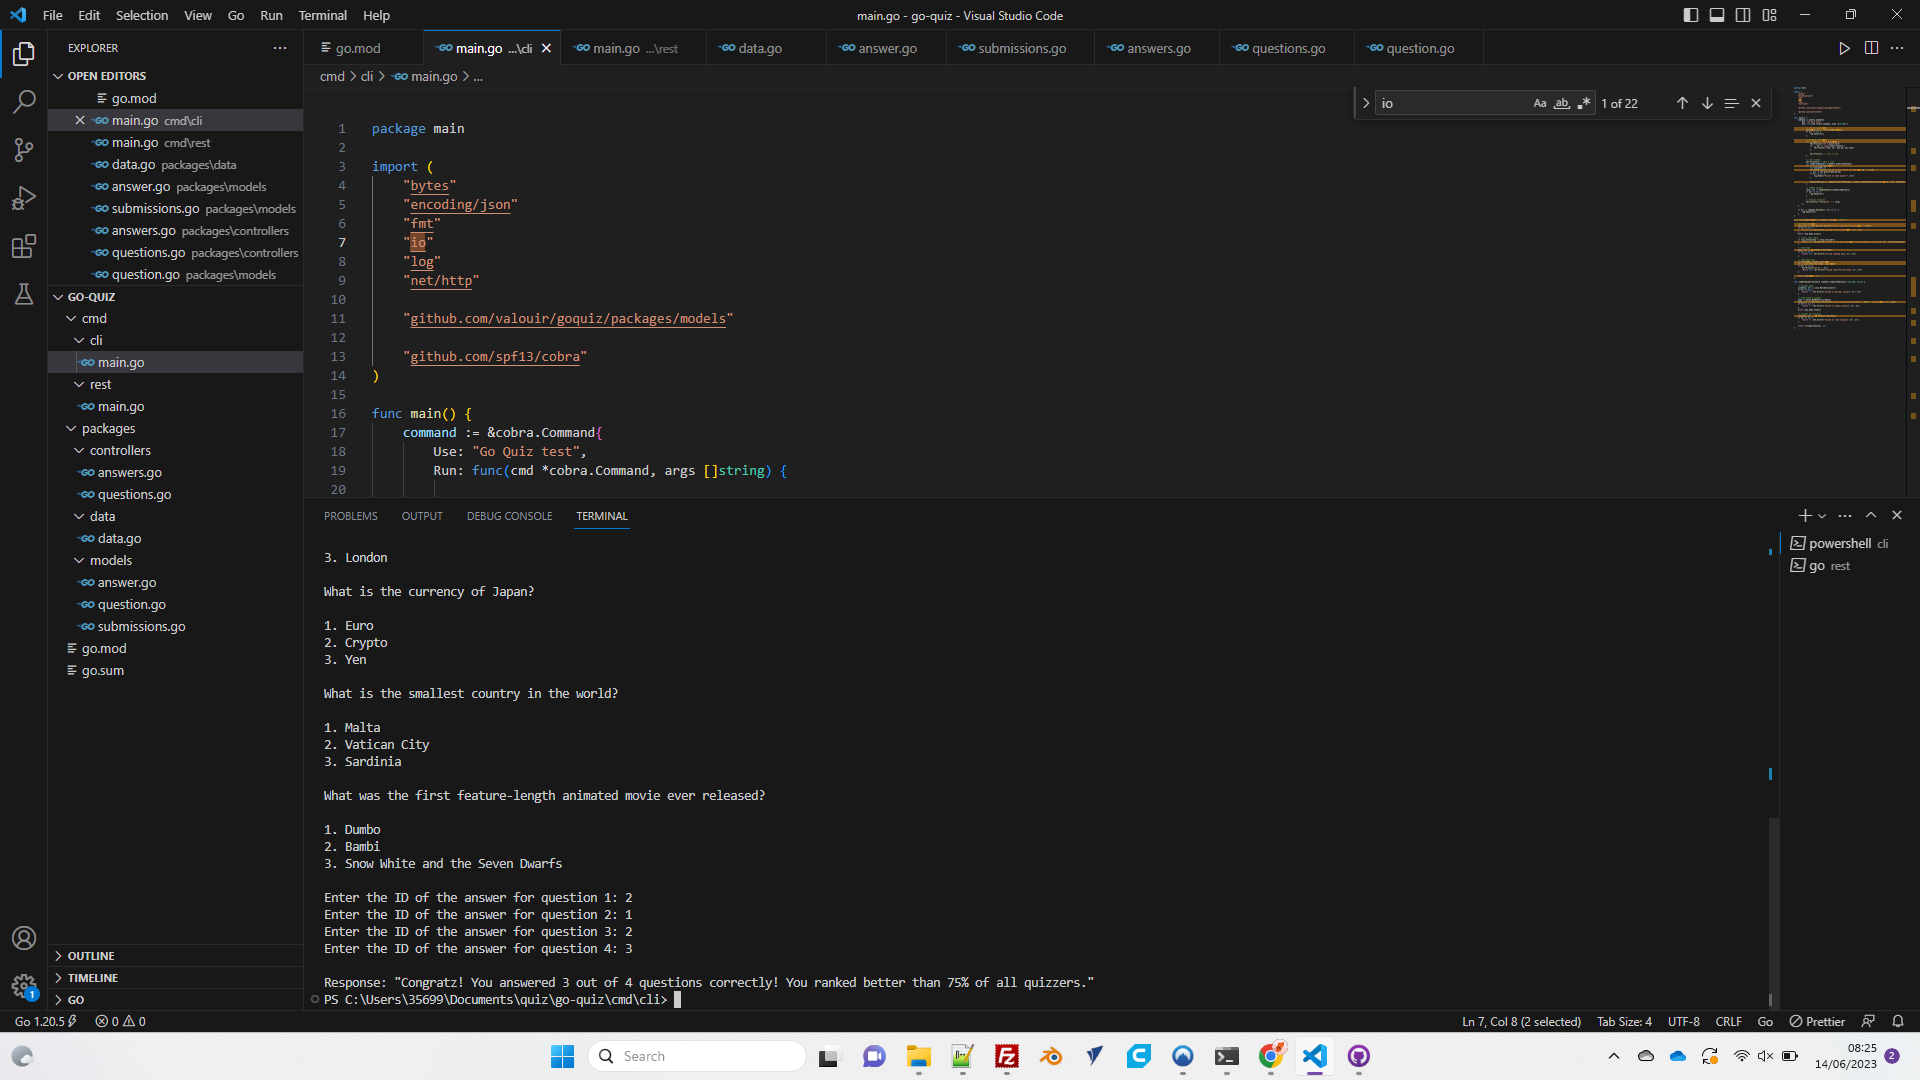 File Edit Selection View Go Run Terminal Help
main.go - go-quiz - Visual Studio Code
EXPLORER
OPEN EDITORS
go.mod
main.go cmd\cli
main.go cmd\rest
data.go packages\data
answer.go packages\models
submissions.go packages\models
answers.go packages\controllers
questions.go packages\controllers
question.go packages\models
GO-QUIZ
cmd
cli
main.go
rest
main.go
packages
controllers
answers.go
questions.go
data
data.go
models
answer.go
question.go
submissions.go
go.mod
go.sum
OUTLINE
TIMELINE
GO
go.mod main.go ...\cli main.go ...\rest data.go answer.go submissions.go answers.go questions.go question.go
cmd > cli > main.go > ...
io Aa ab 1 of 22
1 package main
2
3 import (
4 "bytes"
5 "encoding/json"
6 "fmt"
7 "io"
8 "log"
9 "net/http"
10
11 "github.com/valouir/goquiz/packages/models"
12
13 "github.com/spf13/cobra"
14 )
15
16 func main() {
17 command := &cobra.Command{
18 Use: "Go Quiz test",
19 Run: func(cmd *cobra.Command, args []string) {
20
PROBLEMS OUTPUT DEBUG CONSOLE TERMINAL
powershell cli
go rest
3. London
What is the currency of Japan?
1. Euro
2. Crypto
3. Yen
What is the smallest country in the world?
1. Malta
2. Vatican City
3. Sardinia
What was the first feature-length animated movie ever released?
1. Dumbo
2. Bambi
3. Snow White and the Seven Dwarfs
Enter the ID of the answer for question 1: 2
Enter the ID of the answer for question 2: 1
Enter the ID of the answer for question 3: 2
Enter the ID of the answer for question 4: 3
Response: "Congratz! You answered 3 out of 4 questions correctly! You ranked better than 75% of all quizzers."
PS C:\Users\35699\Documents\quiz\go-quiz\cmd\cli>
1
Go 1.20.5 0 0 Ln 7, Col 8 (2 selected) Tab Size: 4 UTF-8 CRLF Go Prettier
Search
08:25
14/06/2023 2